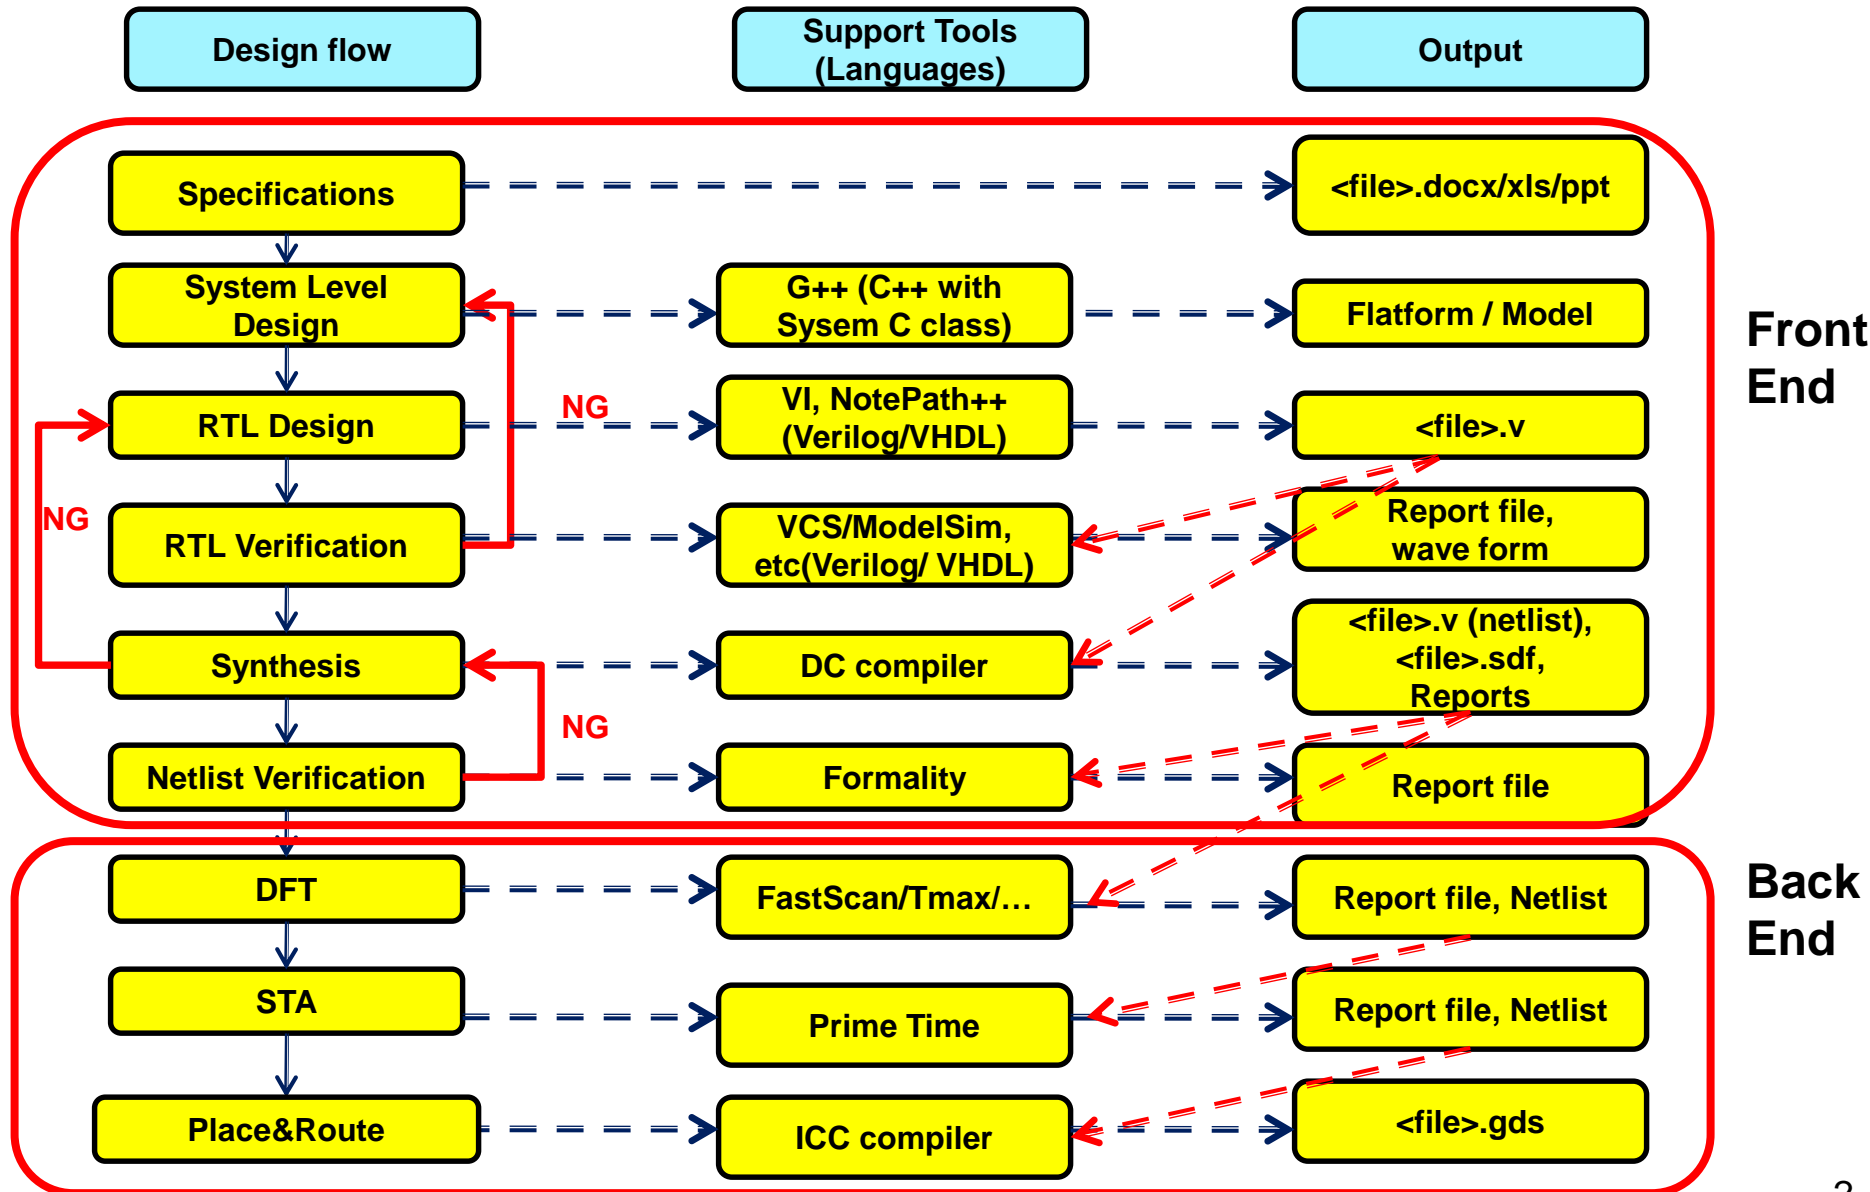 Design flow
Support Tools
(Languages)
Output
Specifications
<file>.docx/xls/ppt
System Level
Design
G++ (C++ with
Sysem C class)
Flatform / Model
Front
End
RTL Design
NG
VI, NotePath++
(Verilog/VHDL)
<file>.v
NG
RTL Verification
VCS/ModelSim,
etc(Verilog/ VHDL)
Report file,
wave form
Synthesis
DC compiler
<file>.v (netlist),
<file>.sdf,
Reports
NG
Netlist Verification
Formality
Report file
DFT
FastScan/Tmax/…
Report file, Netlist
Back
End
STA
Prime Time
Report file, Netlist
Place&Route
ICC compiler
<file>.gds